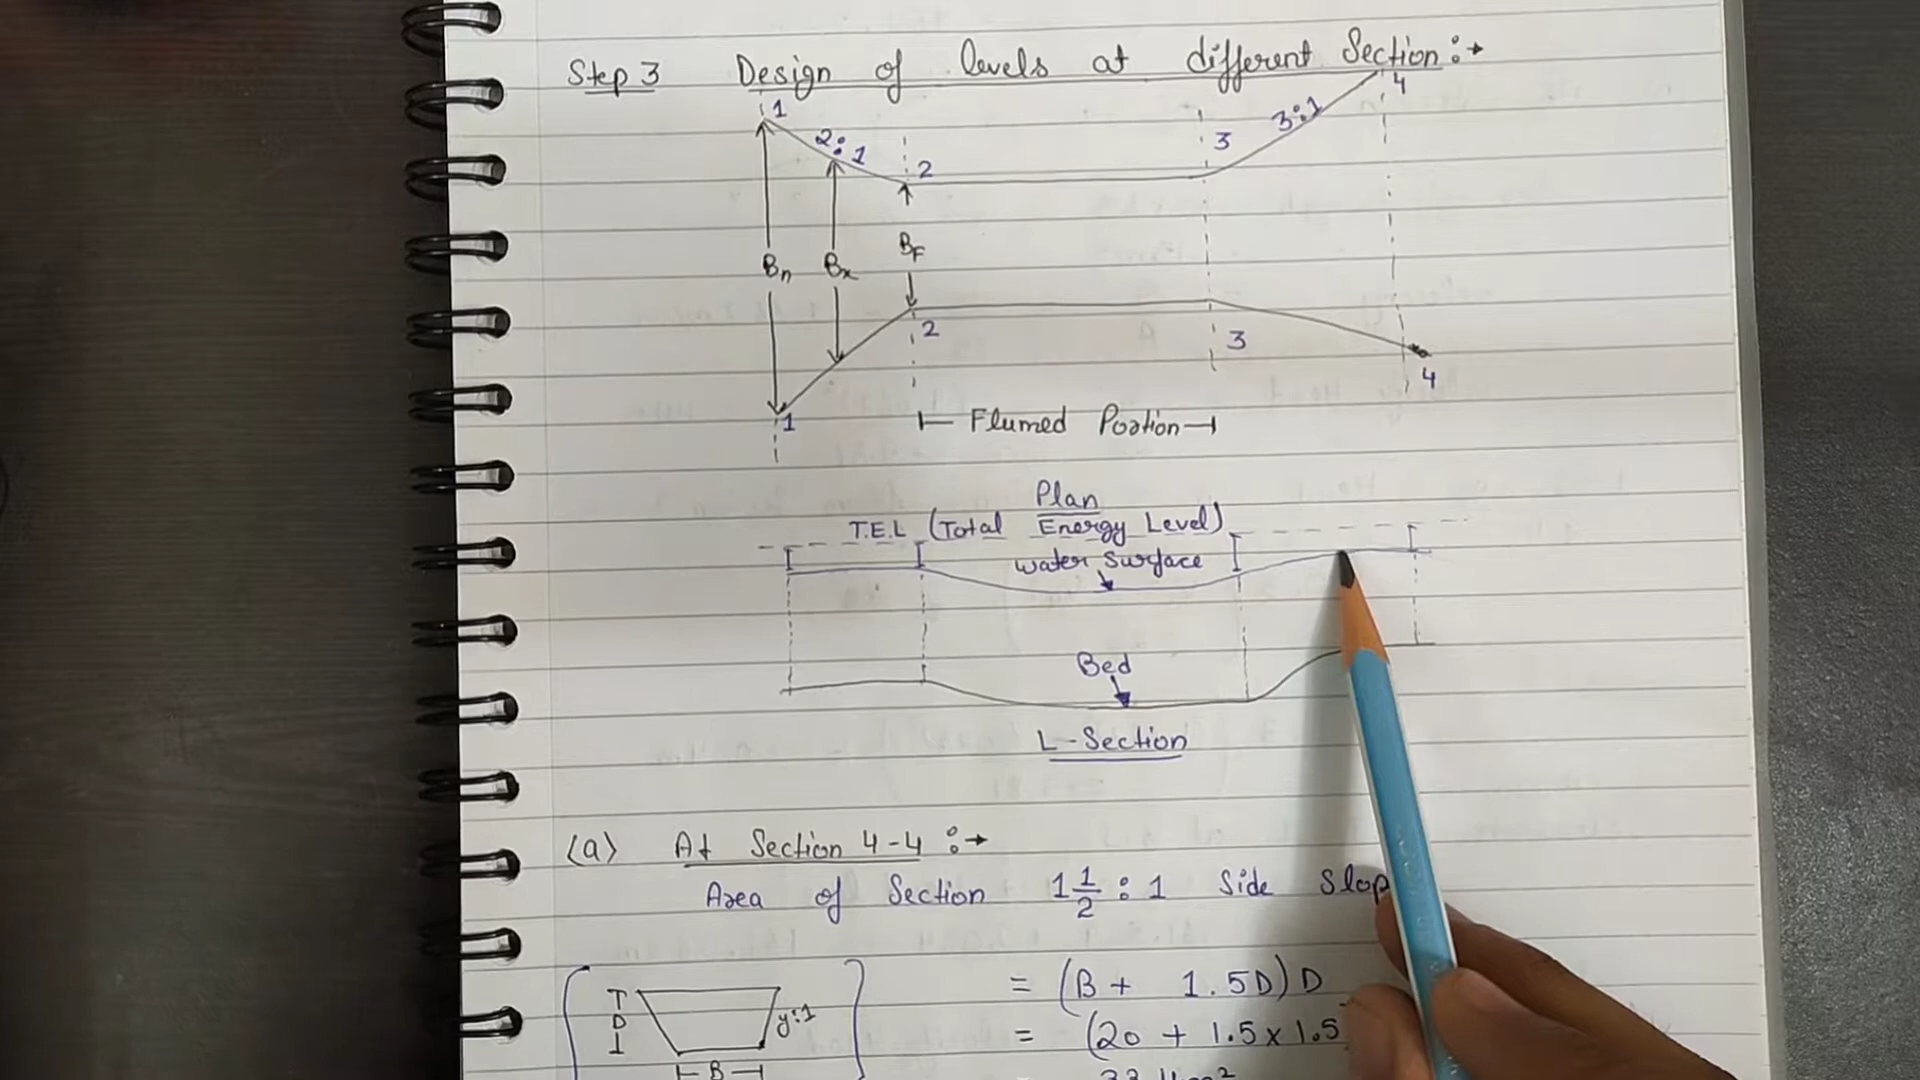 Step 3 Design of levels at different Section :→
1
4
2:1
3:1
3
2
Bn Bx BF
2
3
4
1
Flumed Portion
Plan
T.E.L (Total Energy Level)
Water Surface
Bed
L-Section
(a) At Section 4-4 :→
Area of Section 1 1/2 : 1 Side Slop
= (B + 1.5D) D
D y:1
= (20 + 1.5 x 1.5
B